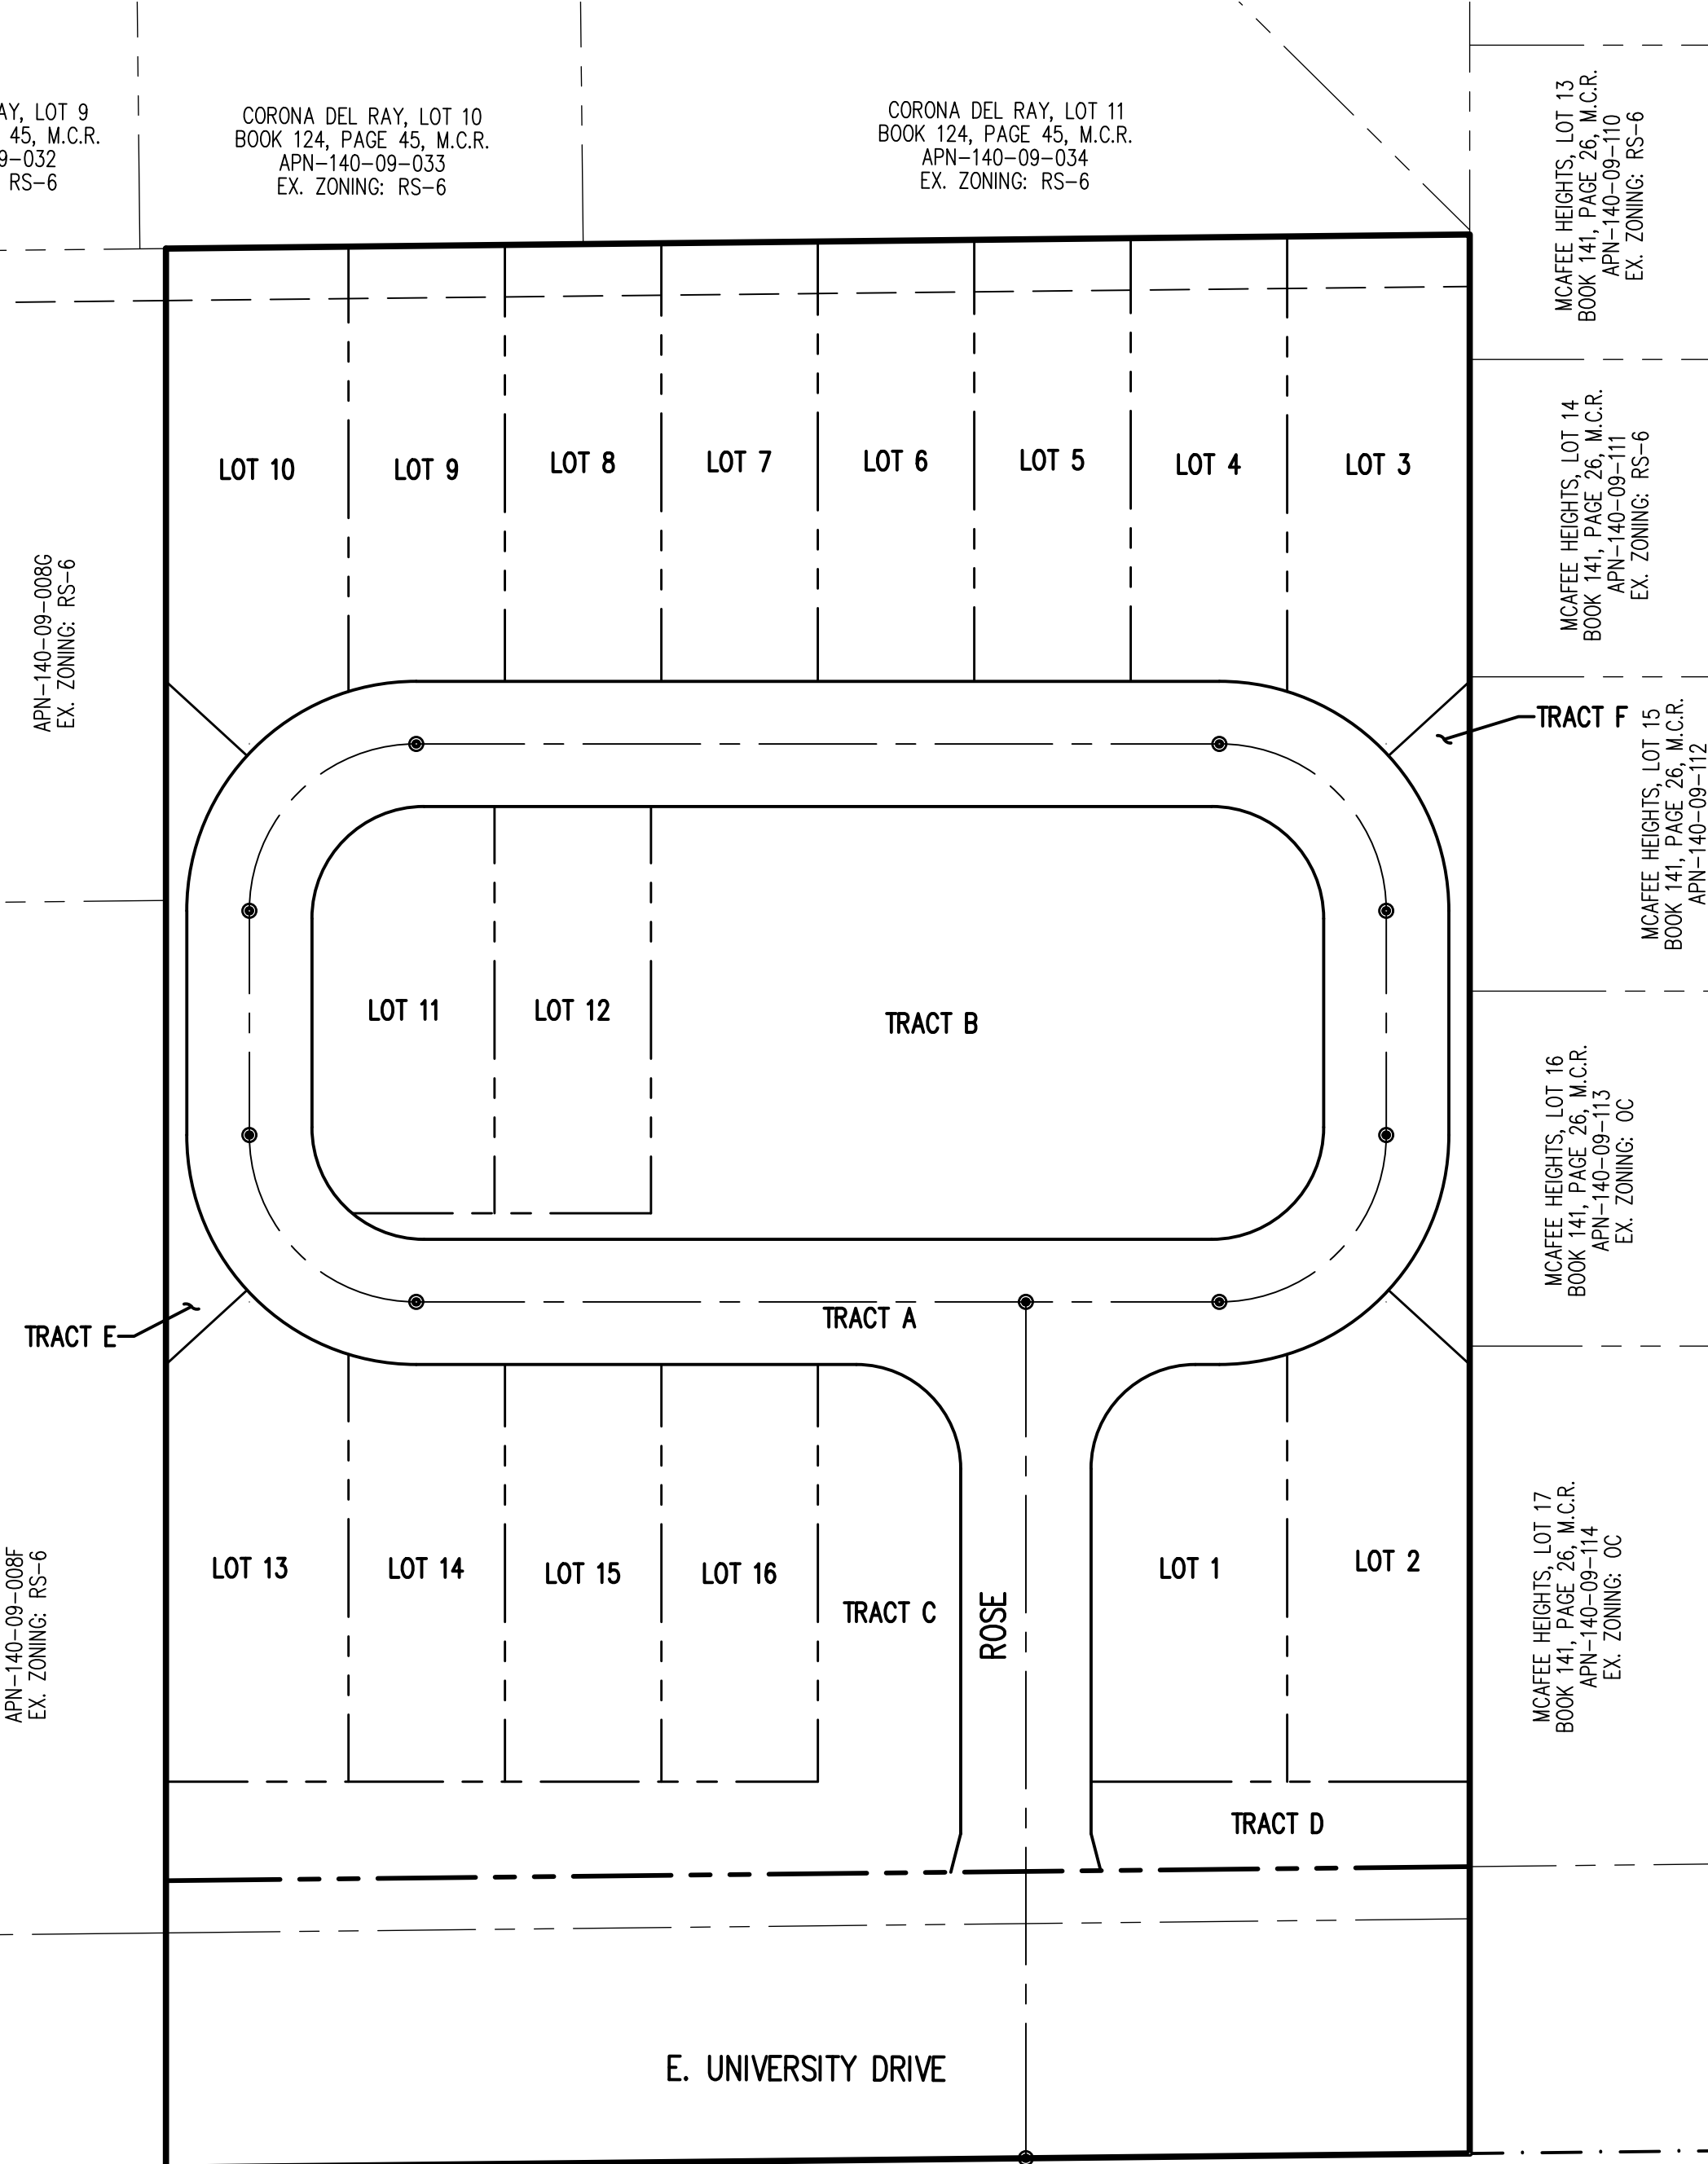 AY, LOT 9
45, M.C.R.
9-032
RS-6
CORONA DEL RAY, LOT 10
BOOK 124, PAGE 45, M.C.R.
APN-140-09-033
EX. ZONING: RS-6
CORONA DEL RAY, LOT 11
BOOK 124, PAGE 45, M.C.R.
APN-140-09-034
EX. ZONING: RS-6
MCAFEE HEIGHTS, LOT 13
BOOK 141, PAGE 26, M.C.R.
APN-140-09-110
EX. ZONING: RS-6
LOT 10
LOT 9
LOT 8
LOT 7
LOT 6
LOT 5
LOT 4
LOT 3
MCAFEE HEIGHTS, LOT 14
BOOK 141, PAGE 26, M.C.R.
APN-140-09-111
EX. ZONING: RS-6
APN-140-09-008G
EX. ZONING: RS-6
TRACT F
MCAFEE HEIGHTS, LOT 15
BOOK 141, PAGE 26, M.C.R.
APN-140-09-112
LOT 11
LOT 12
TRACT B
MCAFEE HEIGHTS, LOT 16
BOOK 141, PAGE 26, M.C.R.
APN-140-09-113
EX. ZONING: OC
TRACT E
TRACT A
LOT 13
LOT 14
LOT 15
LOT 16
TRACT C
ROSE
LOT 1
LOT 2
MCAFEE HEIGHTS, LOT 17
BOOK 141, PAGE 26, M.C.R.
APN-140-09-114
EX. ZONING: OC
APN-140-09-008F
EX. ZONING: RS-6
TRACT D
E. UNIVERSITY DRIVE